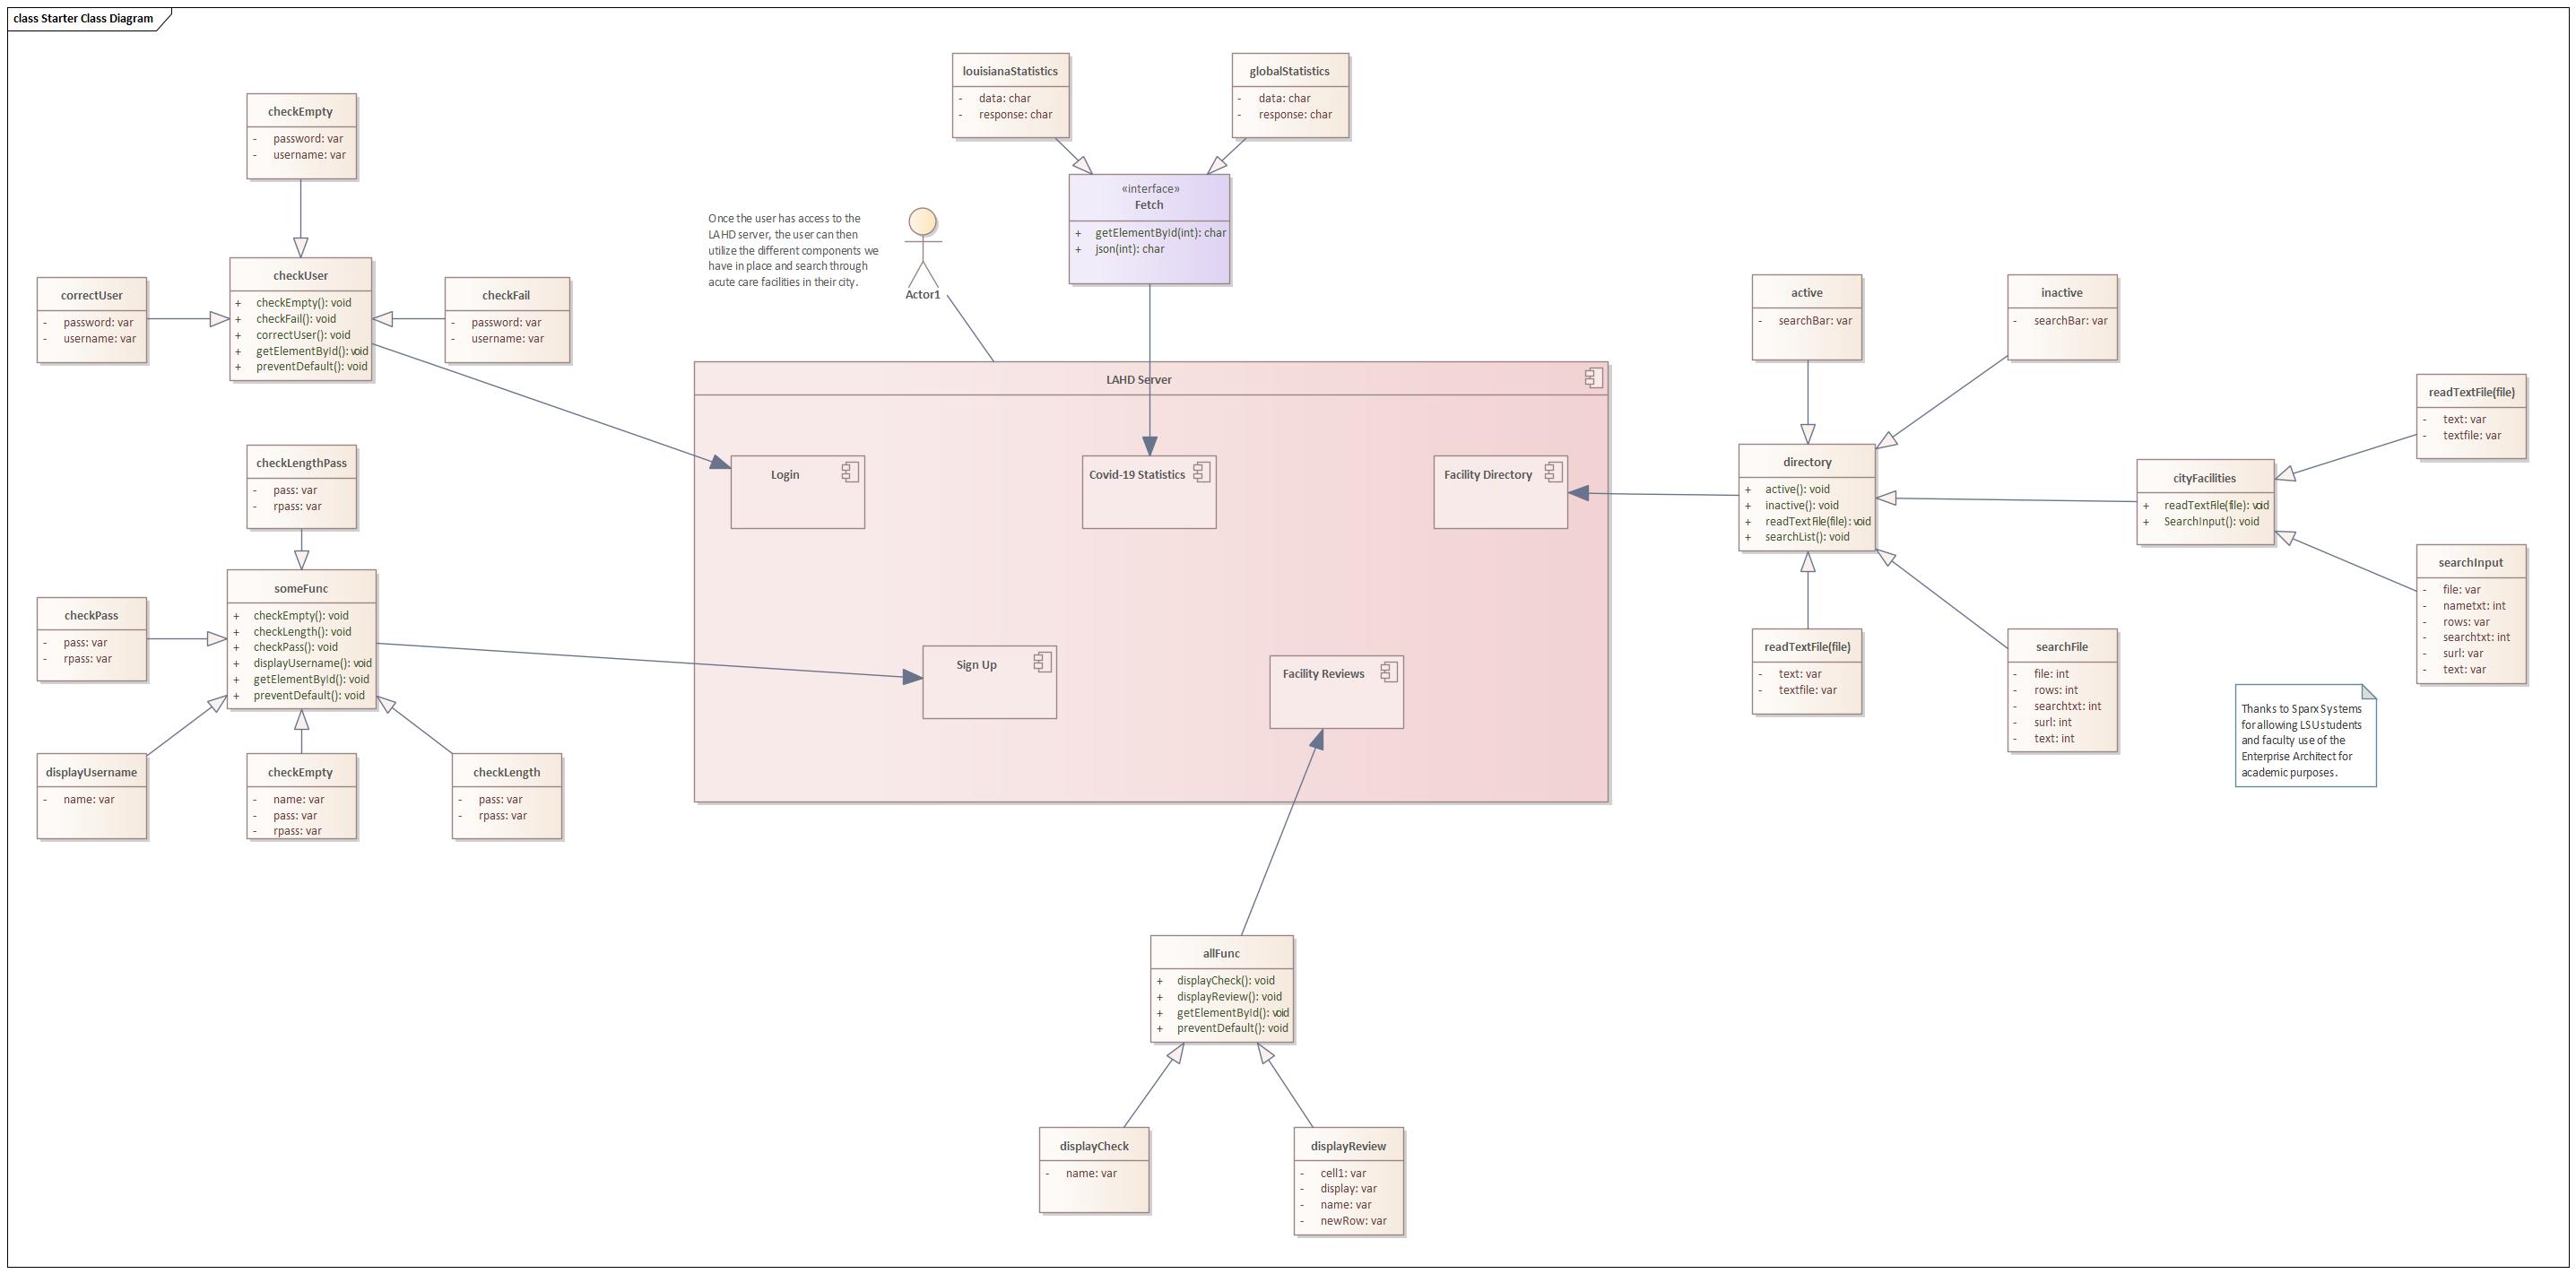 class Starter Class Diagram
louisianaStatistics
- data: char
- response: char
globalStatistics
- data: char
- response: char
checkEmpty
- password: var
- username: var
«interface»
Fetch
+ getElementById(int): char
+ json(int): char
Once the user has access to the
LAHD server, the user can then
utilize the different components we
have in place and search through
acute care facilities in their city.
Actor1
correctUser
- password: var
- username: var
checkUser
+ checkEmpty(): void
+ checkFail(): void
+ correctUser(): void
+ getElementById(): void
+ preventDefault(): void
checkFail
- password: var
- username: var
active
- searchBar: var
inactive
- searchBar: var
LAHD Server
Login
Covid-19 Statistics
Facility Directory
Sign Up
Facility Reviews
directory
+ active(): void
+ inactive(): void
+ readTextFile(file): void
+ searchList(): void
cityFacilities
+ readTextFile(file): void
+ SearchInput(): void
readTextFile(file)
- text: var
- textfile: var
searchInput
- file: var
- nametxt: int
- rows: var
- searchtxt: int
- surl: var
- text: var
checkLengthPass
- pass: var
- rpass: var
checkPass
- pass: var
- rpass: var
someFunc
+ checkEmpty(): void
+ checkLength(): void
+ checkPass(): void
+ displayUsername(): void
+ getElementById(): void
+ preventDefault(): void
readTextFile(file)
- text: var
- textfile: var
searchFile
- file: int
- rows: int
- searchtxt: int
- surl: int
- text: int
Thanks to Sparx Systems
for allowing LSU students
and faculty use of the
Enterprise Architect for
academic purposes.
displayUsername
- name: var
checkEmpty
- name: var
- pass: var
- rpass: var
checkLength
- pass: var
- rpass: var
allFunc
+ displayCheck(): void
+ displayReview(): void
+ getElementById(): void
+ preventDefault(): void
displayCheck
- name: var
displayReview
- cell1: var
- display: var
- name: var
- newRow: var